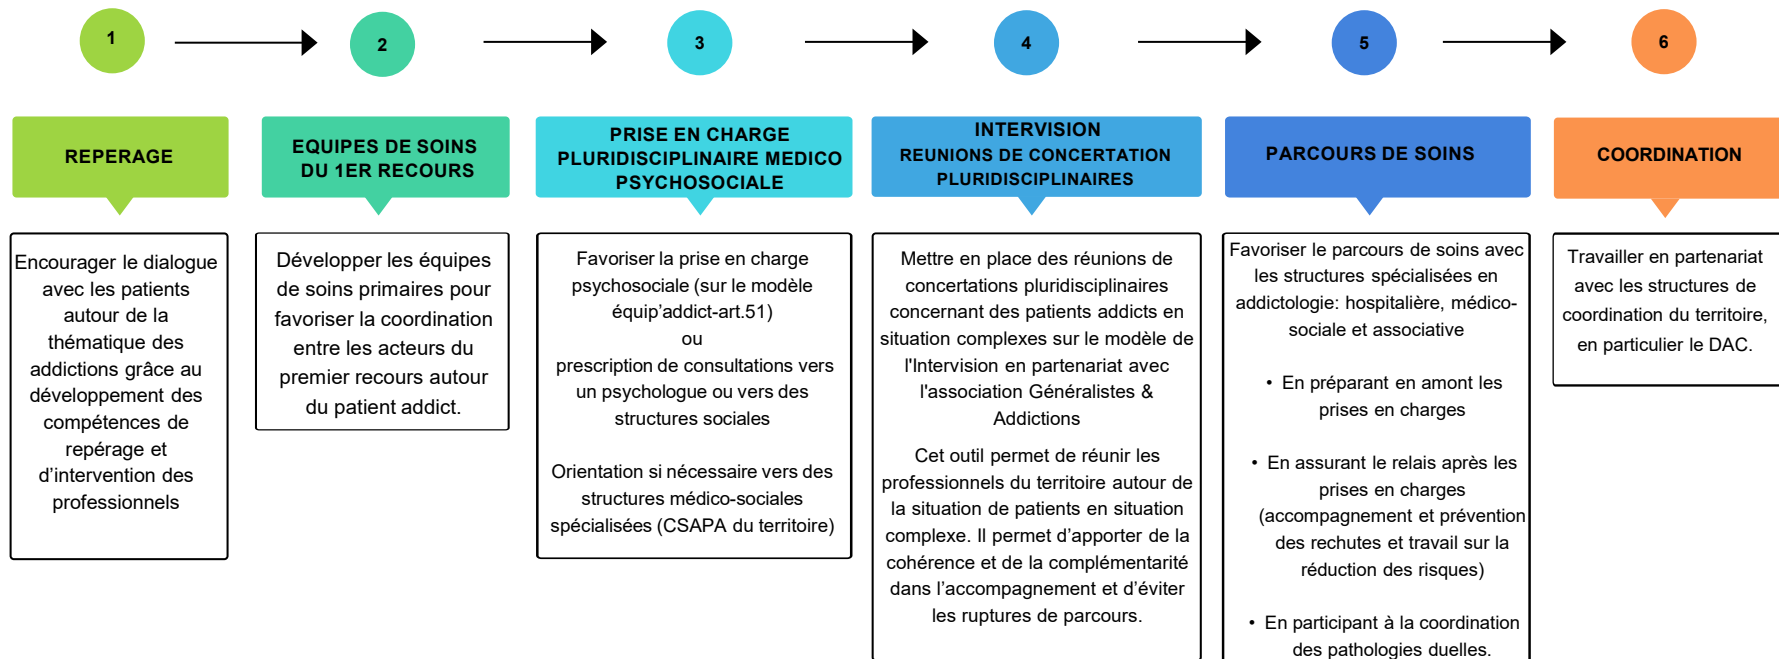 1
2
3
4
5
6
REPERAGE
EQUIPES DE SOINS
DU 1ER RECOURS
PRISE EN CHARGE
PLURIDISCIPLINAIRE MEDICO
PSYCHOSOCIALE
INTERVISION
REUNIONS DE CONCERTATION
PLURIDISCIPLINAIRES
PARCOURS DE SOINS
COORDINATION
Encourager le dialogue
avec les patients
autour de la
thématique des
addictions grâce au
développement des
compétences de
repérage et
d’intervention des
professionnels
Développer les équipes
de soins primaires pour
favoriser la coordination
entre les acteurs du
premier recours autour
du patient addict.
Favoriser la prise en charge
psychosociale (sur le modèle
équip’addict-art.51)
ou
prescription de consultations vers
un psychologue ou vers des
structures sociales
Orientation si nécessaire vers des
structures médico-sociales
spécialisées (CSAPA du territoire)
Mettre en place des réunions de
concertations pluridisciplinaires
concernant des patients addicts en
situation complexes sur le modèle de
l'Intervision en partenariat avec
l'association Généralistes &
Addictions
Cet outil permet de réunir les
professionnels du territoire autour de
la situation de patients en situation
complexe. Il permet d’apporter de la
cohérence et de la complémentarité
dans l’accompagnement et d’éviter
les ruptures de parcours.
Favoriser le parcours de soins avec
les structures spécialisées en
addictologie: hospitalière, médico-
sociale et associative
• En préparant en amont les
prises en charges
• En assurant le relais après les
prises en charges
(accompagnement et prévention
des rechutes et travail sur la
réduction des risques)
• En participant à la coordination
des pathologies duelles.
Travailler en partenariat
avec les structures de
coordination du territoire,
en particulier le DAC.